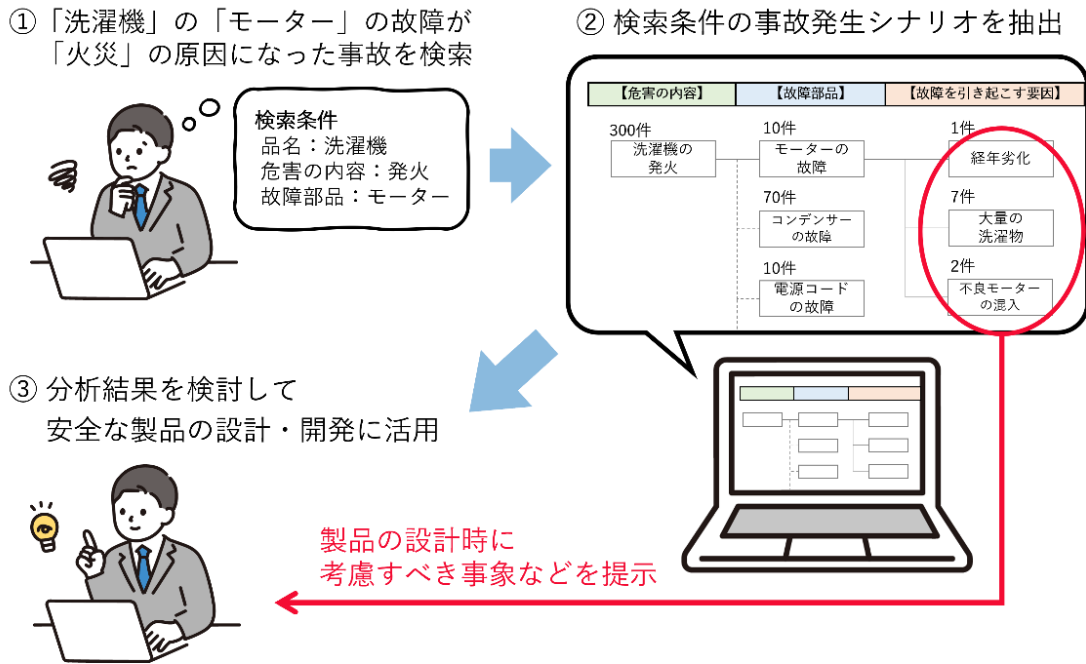 ① 「洗濯機」の「モーター」の故障が
「火災」の原因になった事故を検索
検索条件
品名：洗濯機
危害の内容：発火
故障部品：モーター
② 検索条件の事故発生シナリオを抽出
【危害の内容】 【故障部品】 【故障を引き起こす要因】
300件 10件 1件
洗濯機の
発火
モーターの
故障
経年劣化
70件 7件
コンデンサー
の故障
大量の
洗濯物
10件 2件
電源コード
の故障
不良モーター
の混入
③ 分析結果を検討して
安全な製品の設計・開発に活用
製品の設計時に
考慮すべき事象などを提示